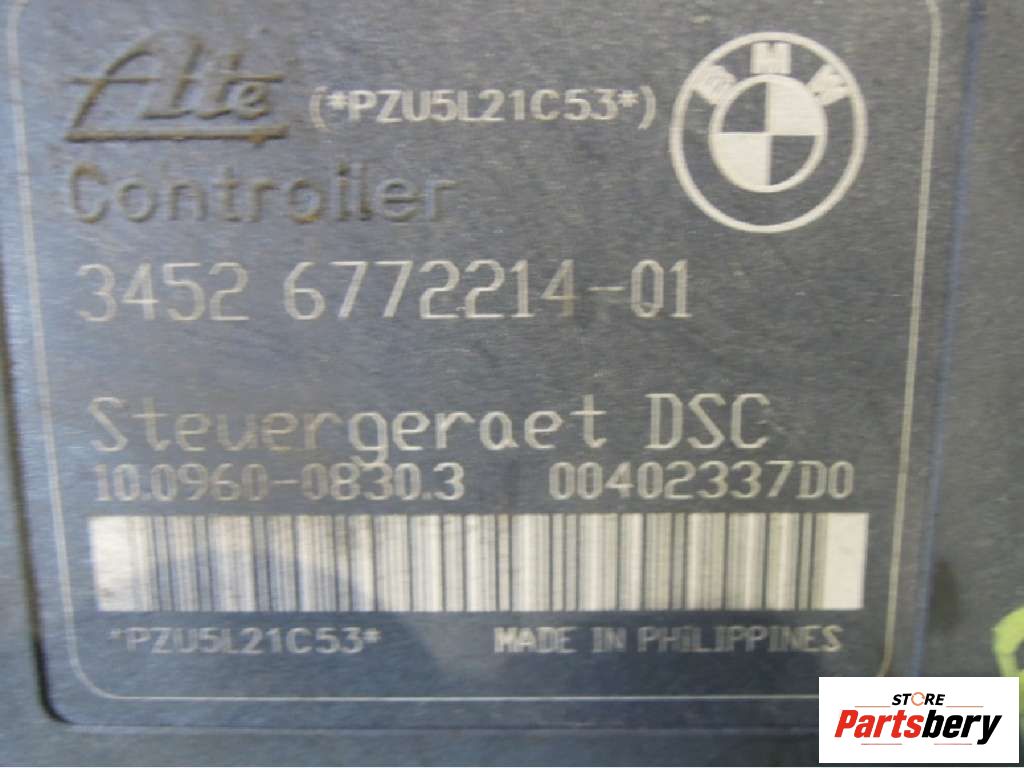 Ate (*PZU5L21C53*)
BMW
Controller
3452 6772214-01
Steuergeraet DSC
10.0960-0830.3 00402337D0
*PZU5L21C53* MADE IN PHILIPPINES
STORE
Partsbery